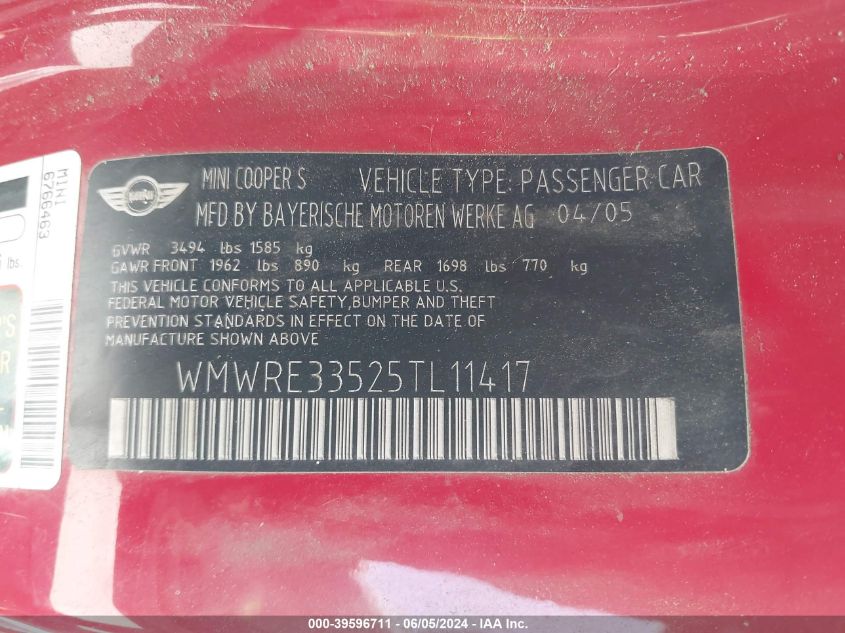 MINI COOPER S VEHICLE TYPE: PASSENGER CAR
MFD BY BAYERISCHE MOTOREN WERKE AG 04/05
GVWR 3494 lbs 1585 kg
GAWR FRONT 1962 lbs 890 kg REAR 1698 lbs 770 kg
THIS VEHICLE CONFORMS TO ALL APPLICABLE U.S.
FEDERAL MOTOR VEHICLE SAFETY,BUMPER AND THEFT
PREVENTION STANDARDS IN EFFECT ON THE DATE OF
MANUFACTURE SHOWN ABOVE
WMWRE33525TL11417
MINI
6766463
lbs.
000-39596711 - 06/05/2024 - IAA